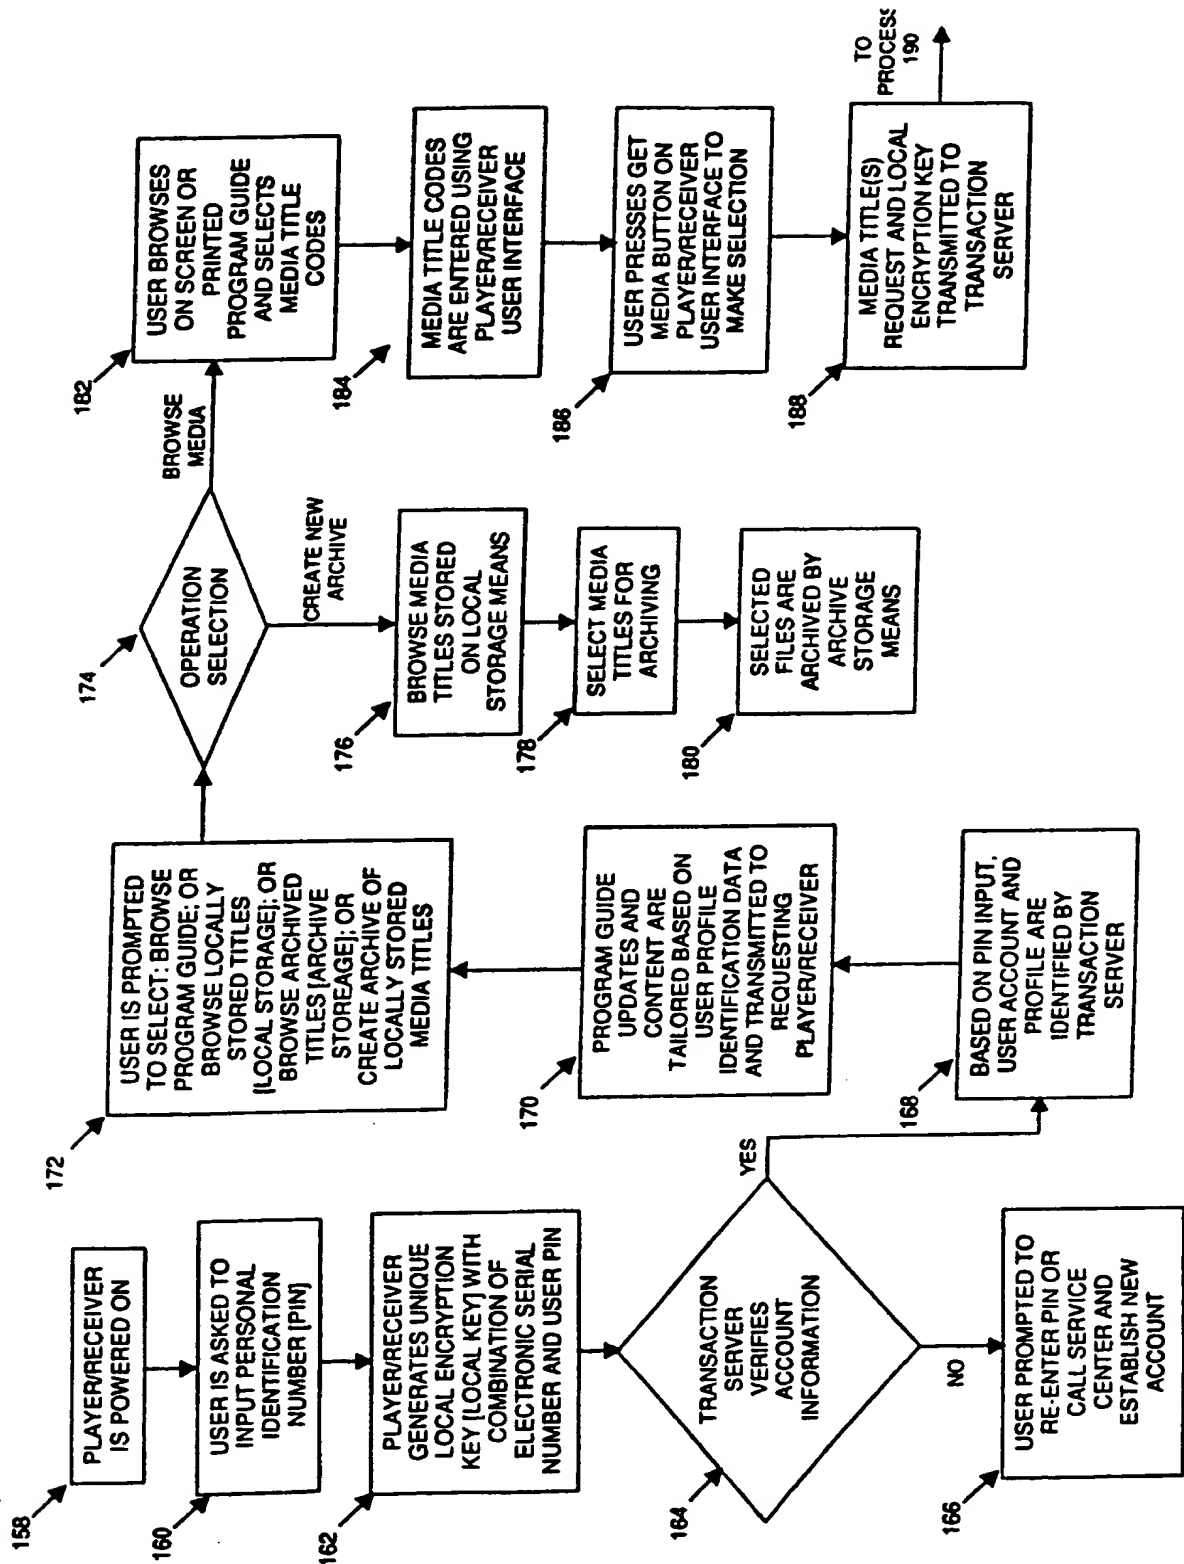 158
PLAYER/RECEIVER
IS POWERED ON
160
USER IS ASKED TO
INPUT PERSONAL
IDENTIFICATION
NUMBER [PIN]
162
PLAYER/RECEIVER
GENERATES UNIQUE
LOCAL ENCRYPTION
KEY [LOCAL KEY] WITH
COMBINATION OF
ELECTRONIC SERIAL
NUMBER AND USER PIN
164
TRANSACTION
SERVER
VERIFIES
ACCOUNT
INFORMATION
NO
YES
166
USER PROMPTED TO
RE-ENTER PIN OR
CALL SERVICE
CENTER AND
ESTABLISH NEW
ACCOUNT
168
BASED ON PIN INPUT,
USER ACCOUNT AND
PROFILE ARE
IDENTIFIED BY
TRANSACTION
SERVER
170
PROGRAM GUIDE
UPDATES AND
CONTENT ARE
TAILORED BASED ON
USER PROFILE
IDENTIFICATION DATA
AND TRANSMITTED TO
REQUESTING
PLAYER/RECEIVER
172
USER IS PROMPTED
TO SELECT: BROWSE
PROGRAM GUIDE; OR
BROWSE LOCALLY
STORED TITLES
[LOCAL STORAGE]; OR
BROWSE ARCHIVED
TITLES [ARCHIVE
STOREAGE]; OR
CREATE ARCHIVE OF
LOCALLY STORED
MEDIA TITLES
174
OPERATION
SELECTION
CREATE NEW
ARCHIVE
BROWSE
MEDIA
176
BROWSE MEDIA
TITLES STORED
ON LOCAL
STORAGE MEANS
178
SELECT MEDIA
TITLES FOR
ARCHIVING
180
SELECTED
FILES ARE
ARCHIVED BY
ARCHIVE
STORAGE
MEANS
182
USER BROWSES
ON SCREEN OR
PRINTED
PROGRAM GUIDE
AND SELECTS
MEDIA TITLE
CODES
184
MEDIA TITLE CODES
ARE ENTERED USING
PLAYER/RECEIVER
USER INTERFACE
186
USER PRESSES GET
MEDIA BUTTON ON
PLAYER/RECEIVER
USER INTERFACE TO
MAKE SELECTION
188
MEDIA TITLE(S)
REQUEST AND LOCAL
ENCRYPTION KEY
TRANSMITTED TO
TRANSACTION
SERVER
TO
PROCESS
190